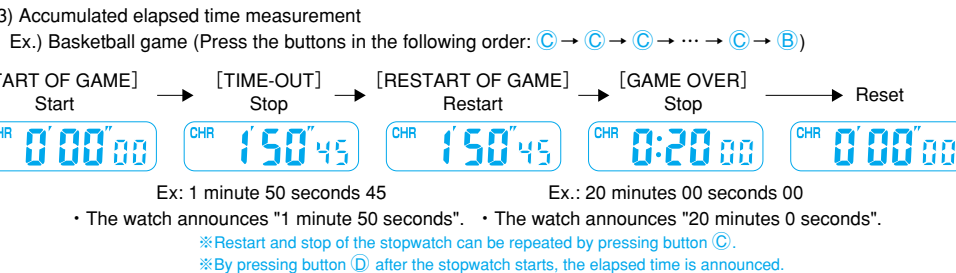 3) Accumulated elapsed time measurement
Ex.) Basketball game (Press the buttons in the following order: Ⓒ → Ⓒ → Ⓒ → ··· → Ⓒ → Ⓑ)
TART OF GAME] [TIME-OUT] [RESTART OF GAME] [GAME OVER]
Start → Stop → Restart → Stop → Reset
HR 0'00"00 CHR 1'50"45 CHR 1'50"45 CHR 0:20 00 CHR 0'00"00
Ex: 1 minute 50 seconds 45 Ex.: 20 minutes 00 seconds 00
・The watch announces "1 minute 50 seconds". ・The watch announces "20 minutes 0 seconds".
※Restart and stop of the stopwatch can be repeated by pressing button Ⓒ.
※By pressing button Ⓓ after the stopwatch starts, the elapsed time is announced.